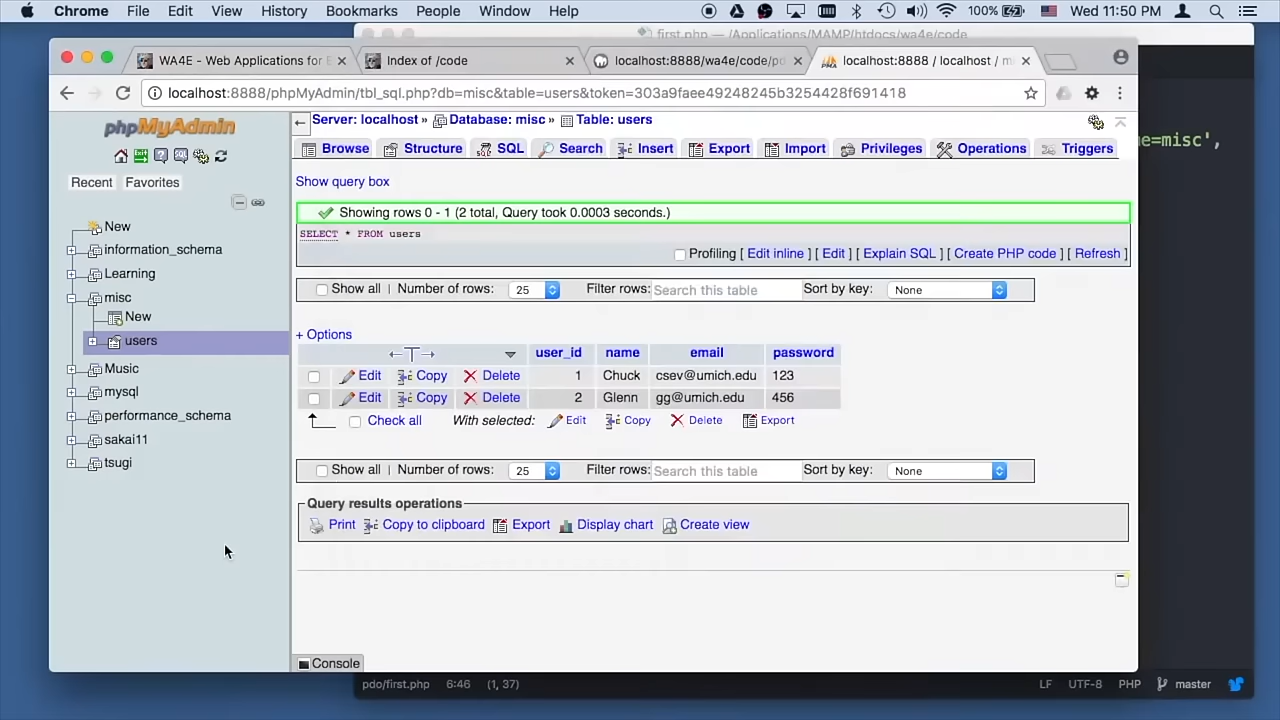 Chrome File Edit View History Bookmarks People Window Help 100% Wed 11:50 PM
first.php — /Applications/MAMP/htdocs/wa4e/code
WA4E - Web Applications for E Index of /code localhost:8888/wa4e/code/pd localhost:8888 / localhost / mi
localhost:8888/phpMyAdmin/tbl_sql.php?db=misc&table=users&token=303a9faee49248245b3254428f691418
phpMyAdmin
Recent Favorites
New
information_schema
Learning
misc
New
users
Music
mysql
performance_schema
sakai11
tsugi
Server: localhost » Database: misc » Table: users
Browse Structure SQL Search Insert Export Import Privileges Operations Triggers
Show query box
Showing rows 0 - 1 (2 total, Query took 0.0003 seconds.)
SELECT * FROM users
Profiling [ Edit inline ] [ Edit ] [ Explain SQL ] [ Create PHP code ] [ Refresh ]
Show all | Number of rows: 25 Filter rows: Search this table Sort by key: None
+ Options
user_id name email password
Edit Copy Delete 1 Chuck csev@umich.edu 123
Edit Copy Delete 2 Glenn gg@umich.edu 456
Check all With selected: Edit Copy Delete Export
Show all | Number of rows: 25 Filter rows: Search this table Sort by key: None
Query results operations
Print Copy to clipboard Export Display chart Create view
Console
e=misc',
pdo/first.php 6:46 (1, 37) LF UTF-8 PHP master